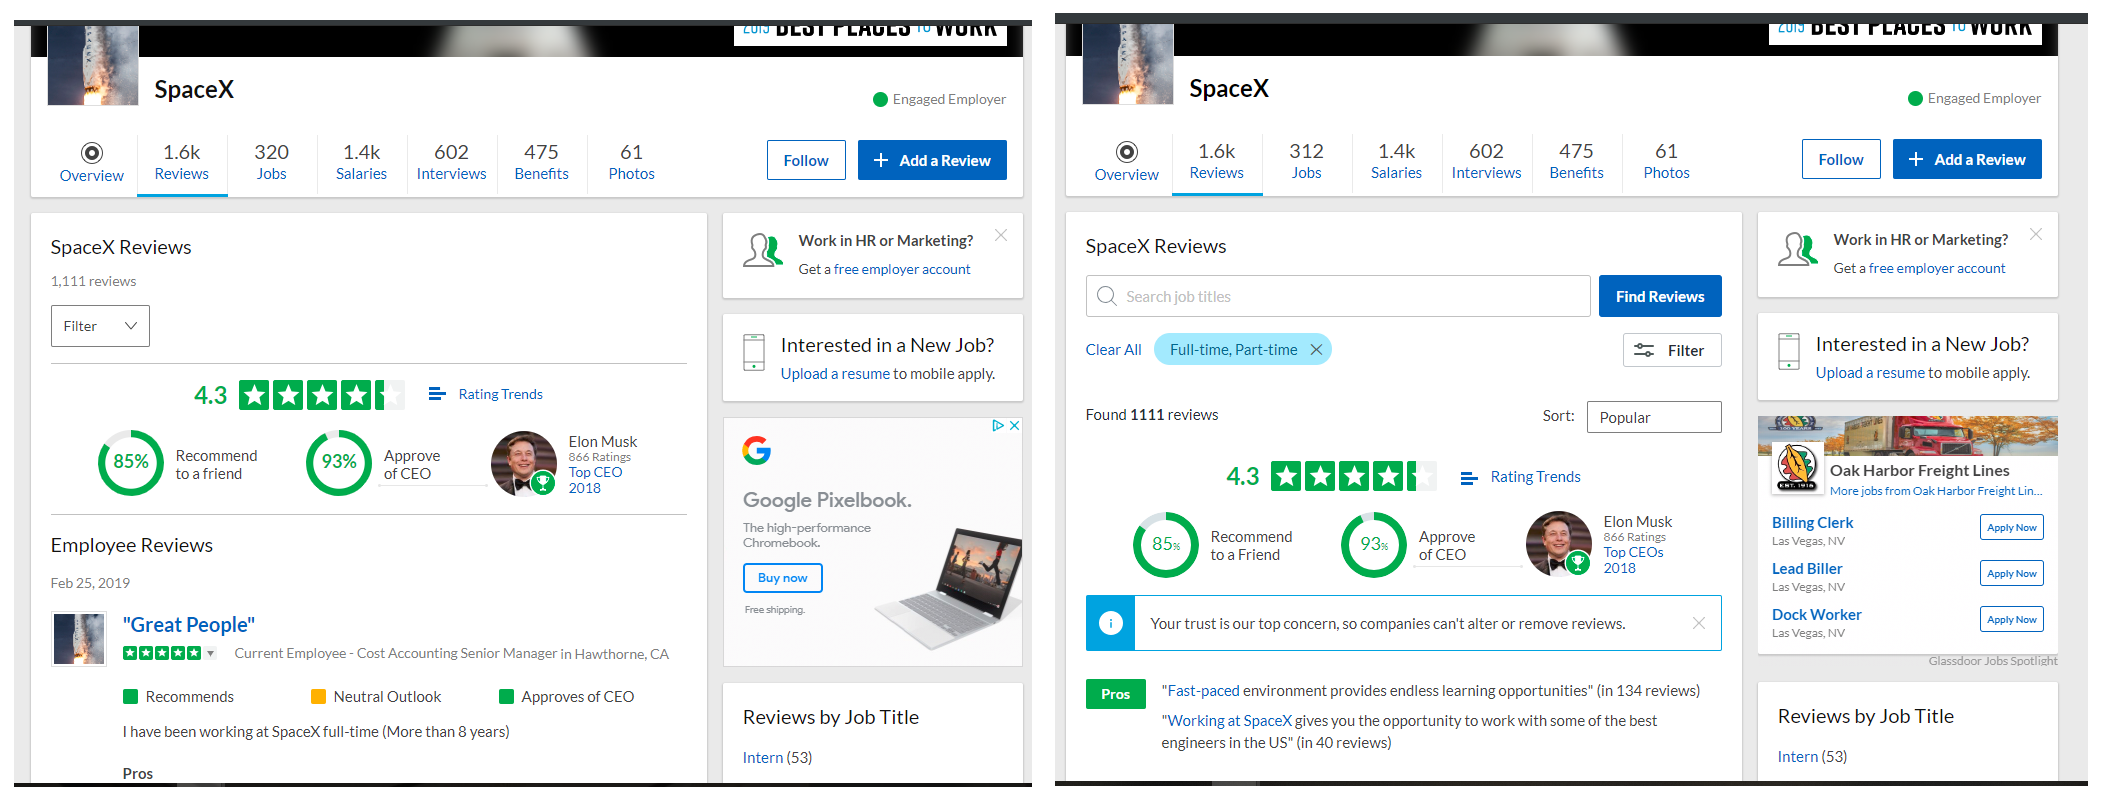 2019 BEST PLACES TO WORK
SpaceX
Engaged Employer
Overview
1.6k
Reviews
320
Jobs
1.4k
Salaries
602
Interviews
475
Benefits
61
Photos
Follow
+ Add a Review
SpaceX Reviews
1,111 reviews
Filter
4.3
Rating Trends
85%
Recommend
to a friend
93%
Approve
of CEO
Elon Musk
866 Ratings
Top CEO
2018
Employee Reviews
Feb 25, 2019
"Great People"
Current Employee - Cost Accounting Senior Manager in Hawthorne, CA
Recommends
Neutral Outlook
Approves of CEO
I have been working at SpaceX full-time (More than 8 years)
Pros
Work in HR or Marketing?
Get a free employer account
Interested in a New Job?
Upload a resume to mobile apply.
Google Pixelbook.
The high-performance
Chromebook.
Buy now
Free shipping.
Reviews by Job Title
Intern (53)
2019 BEST PLACES TO WORK
SpaceX
Engaged Employer
Overview
1.6k
Reviews
312
Jobs
1.4k
Salaries
602
Interviews
475
Benefits
61
Photos
Follow
+ Add a Review
SpaceX Reviews
Search job titles
Find Reviews
Clear All
Full-time, Part-time
Filter
Found 1111 reviews
Sort:
Popular
4.3
Rating Trends
85%
Recommend
to a Friend
93%
Approve
of CEO
Elon Musk
866 Ratings
Top CEOs
2018
Your trust is our top concern, so companies can't alter or remove reviews.
Pros
"Fast-paced environment provides endless learning opportunities" (in 134 reviews)
"Working at SpaceX gives you the opportunity to work with some of the best
engineers in the US" (in 40 reviews)
Work in HR or Marketing?
Get a free employer account
Interested in a New Job?
Upload a resume to mobile apply.
EST. 1916
Oak Harbor Freight Lines
More jobs from Oak Harbor Freight Lin...
Billing Clerk
Las Vegas, NV
Apply Now
Lead Biller
Las Vegas, NV
Apply Now
Dock Worker
Las Vegas, NV
Apply Now
Glassdoor Jobs Spotlight
Reviews by Job Title
Intern (53)